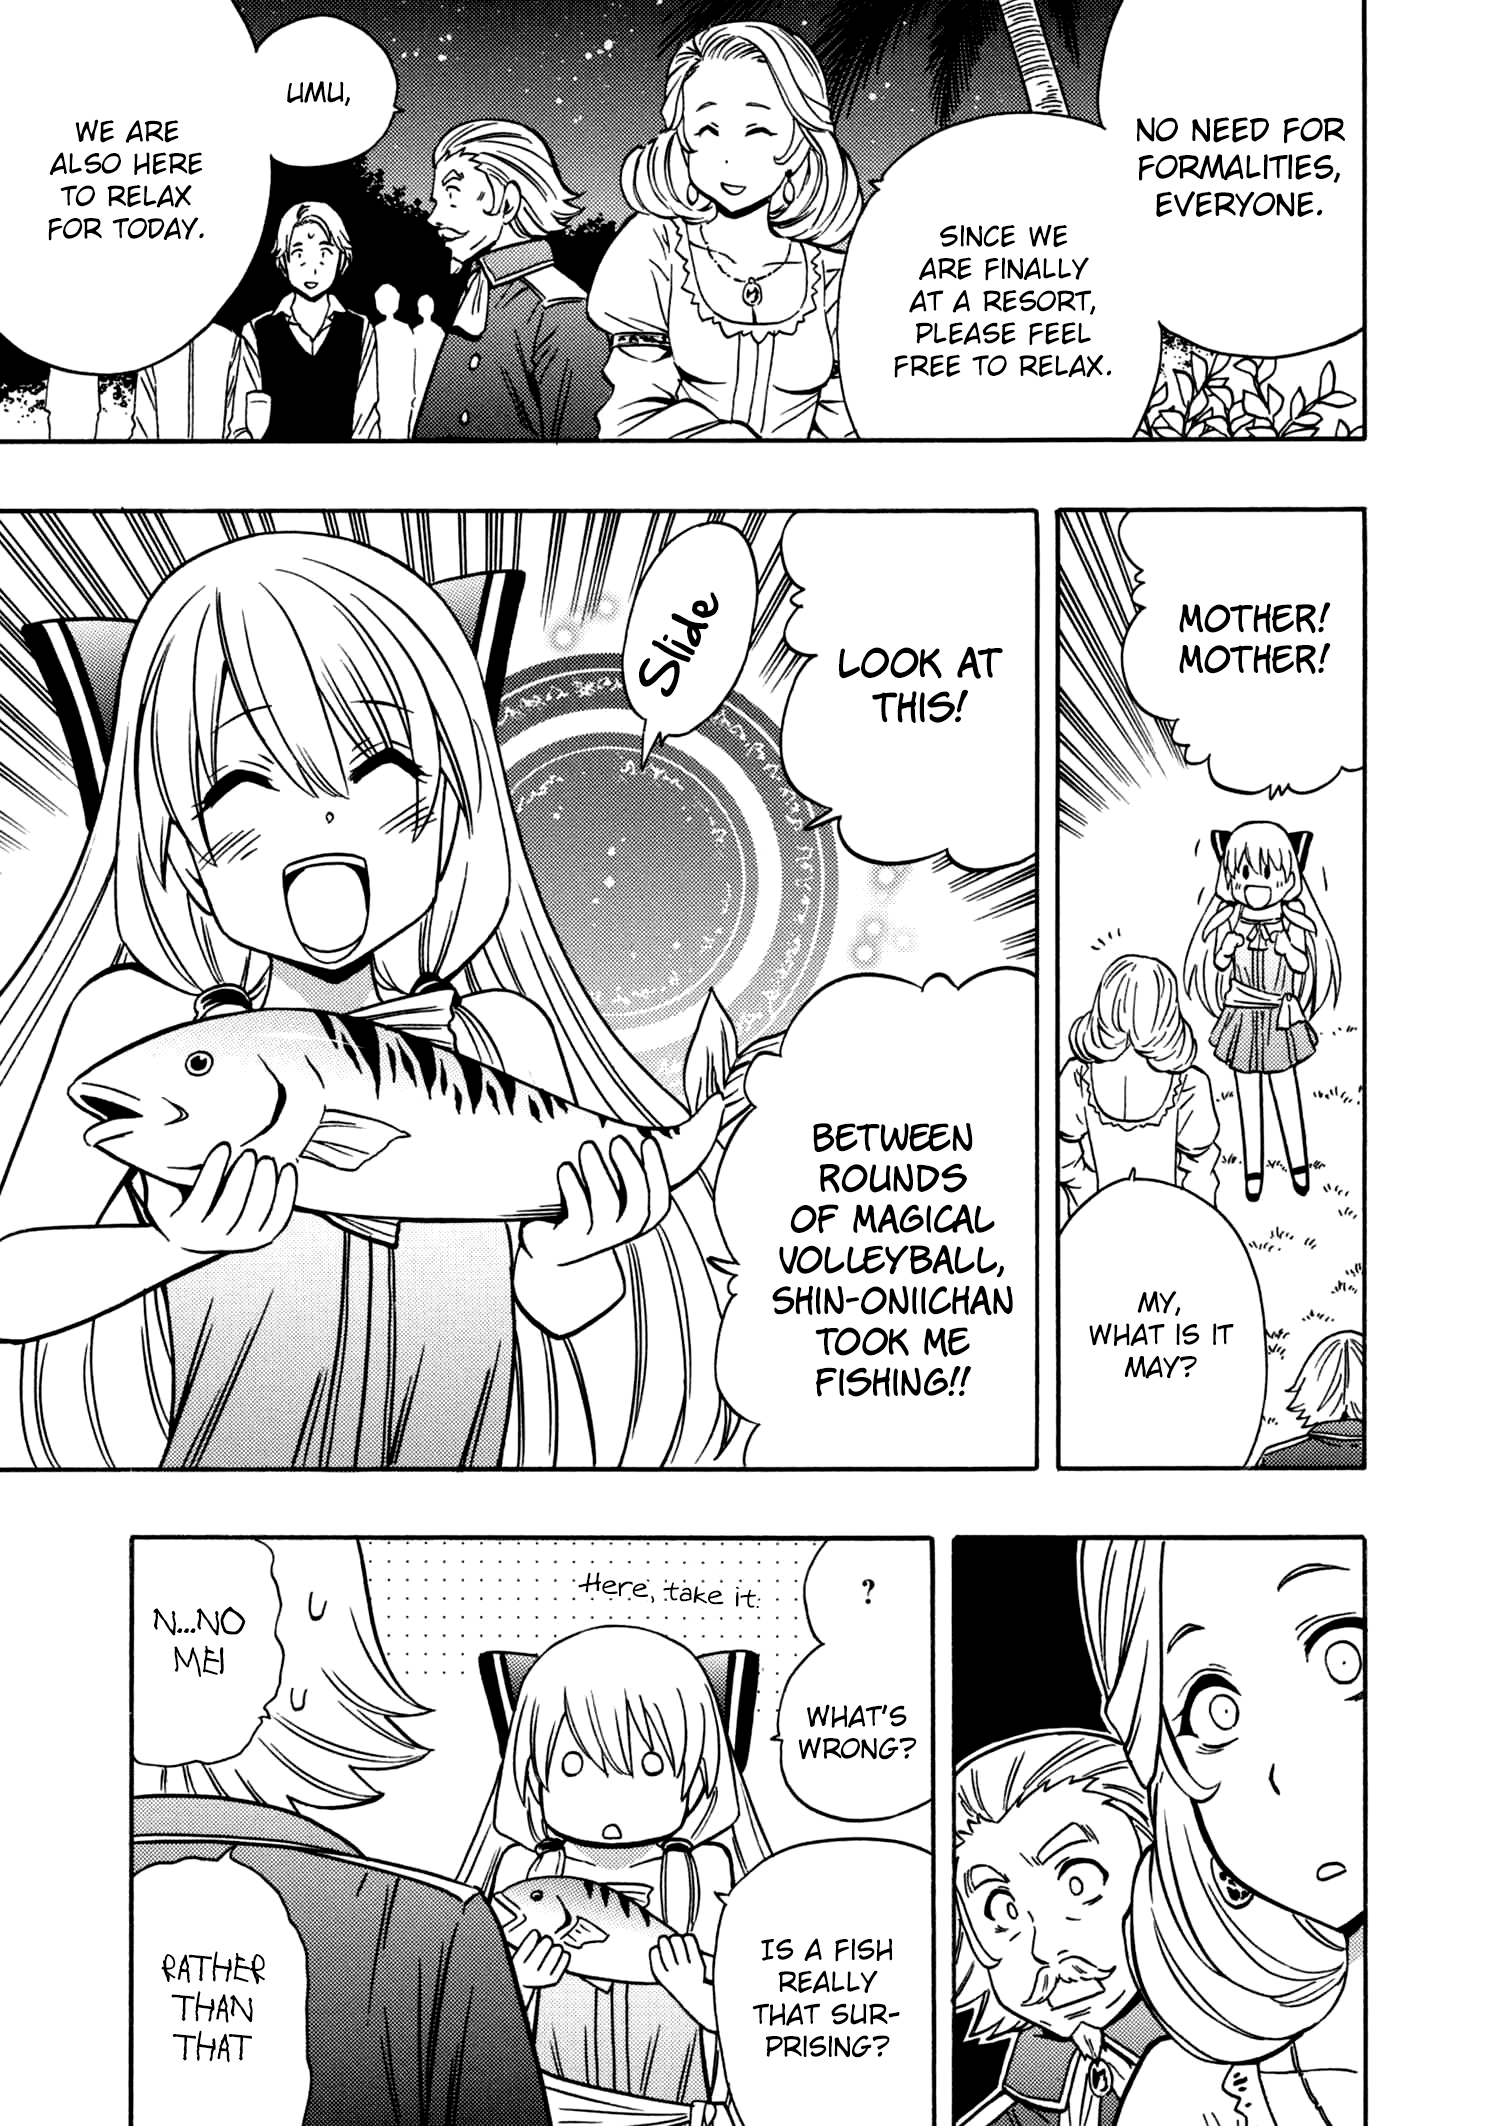 NO NEED FOR
FORMALITIES,
EVERYONE.
SINCE WE
ARE FINALLY
AT A RESORT,
PLEASE FEEL
FREE TO RELAX.
UMU,
WE ARE
ALSO HERE
TO RELAX
FOR TODAY.
MOTHER!
MOTHER!
MY,
WHAT IS IT
MAY?
LOOK AT
THIS!
Slide
BETWEEN
ROUNDS
OF MAGICAL
VOLLEYBALL,
SHIN-ONIICHAN
TOOK ME
FISHING!!
?
WHAT'S
WRONG?
Here, take it.
IS A FISH
REALLY
THAT SUR-
PRISING?
N...NO
MEI
RATHER
THAN
THAT